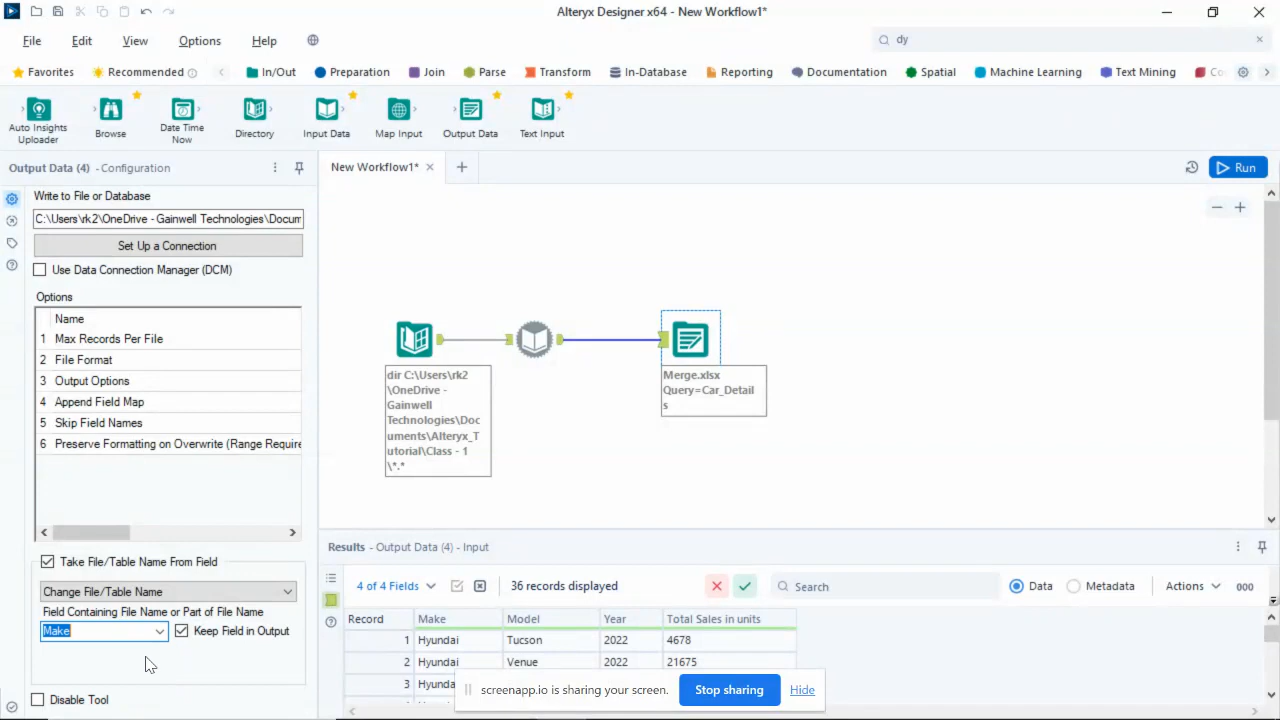 Alteryx Designer x64 - New Workflow1*
File Edit View Options Help
dy
Favorites Recommended In/Out Preparation Join Parse Transform In-Database Reporting Documentation Spatial Machine Learning Text Mining Co
Auto Insights
Uploader
Browse
Date Time
Now
Directory
Input Data
Map Input
Output Data
Text Input
Output Data (4) - Configuration
Write to File or Database
C:\Users\rk2\OneDrive - Gainwell Technologies\Docum
Set Up a Connection
Use Data Connection Manager (DCM)
Options
Name
1 Max Records Per File
2 File Format
3 Output Options
4 Append Field Map
5 Skip Field Names
6 Preserve Formatting on Overwrite (Range Require
Take File/Table Name From Field
Change File/Table Name
Field Containing File Name or Part of File Name
Make Keep Field in Output
Disable Tool
New Workflow1*
Run
dir C:\Users\rk2
\OneDrive -
Gainwell
Technologies\Doc
uments\Alteryx_T
utorial\Class - 1
\*.*
Merge.xlsx
Query=Car_Detail
s
Results - Output Data (4) - Input
4 of 4 Fields 36 records displayed Search Data Metadata Actions 000
Record Make Model Year Total Sales in units
1 Hyundai Tucson 2022 4678
2 Hyundai Venue 2022 21675
3 Hyunda
screenapp.io is sharing your screen. Stop sharing Hide